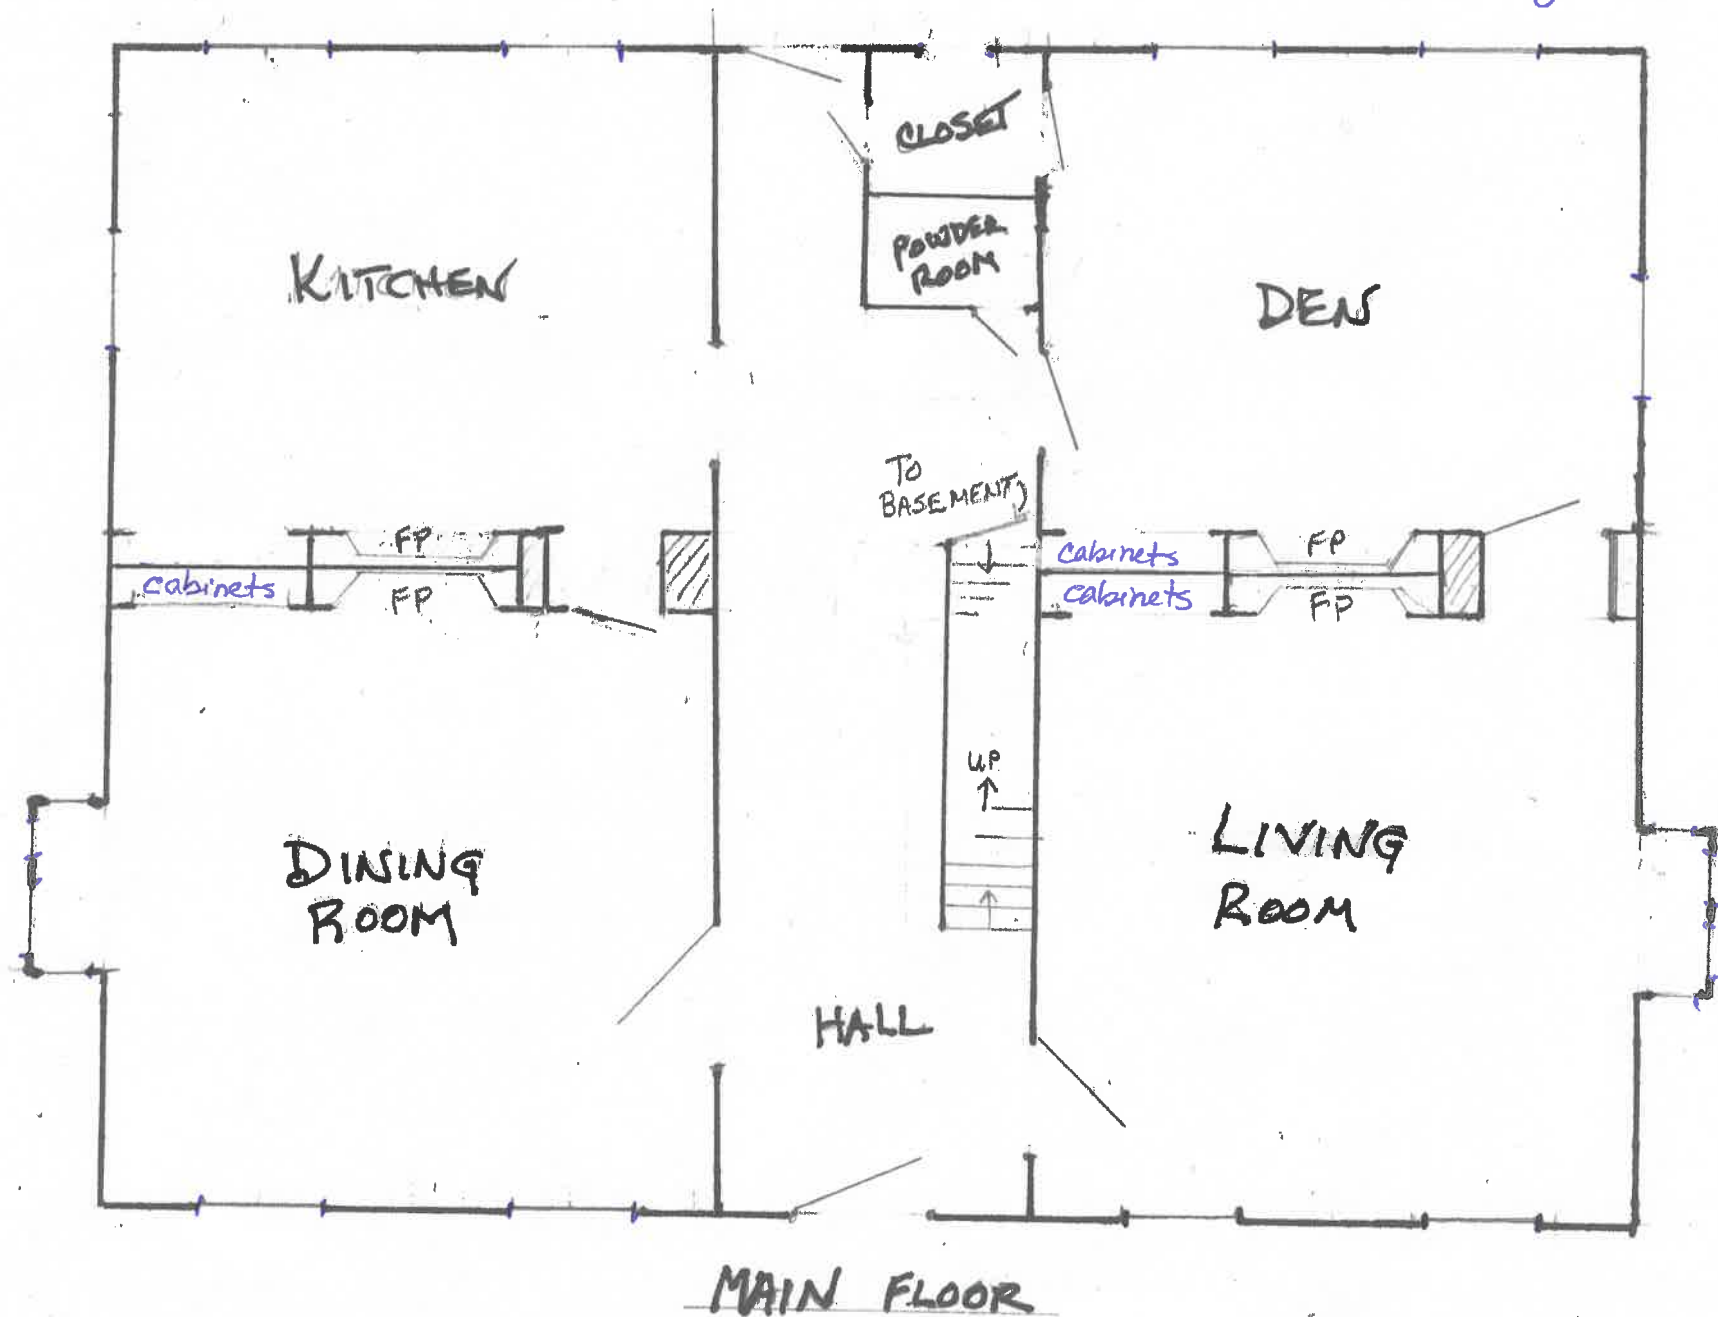 CLOSET
POWDER
ROOM
KITCHEN
DEN
TO
BASEMENT
FP
FP
cabinets
cabinets
cabinets
FP
FP
UP
DINING
ROOM
LIVING
ROOM
HALL
MAIN FLOOR